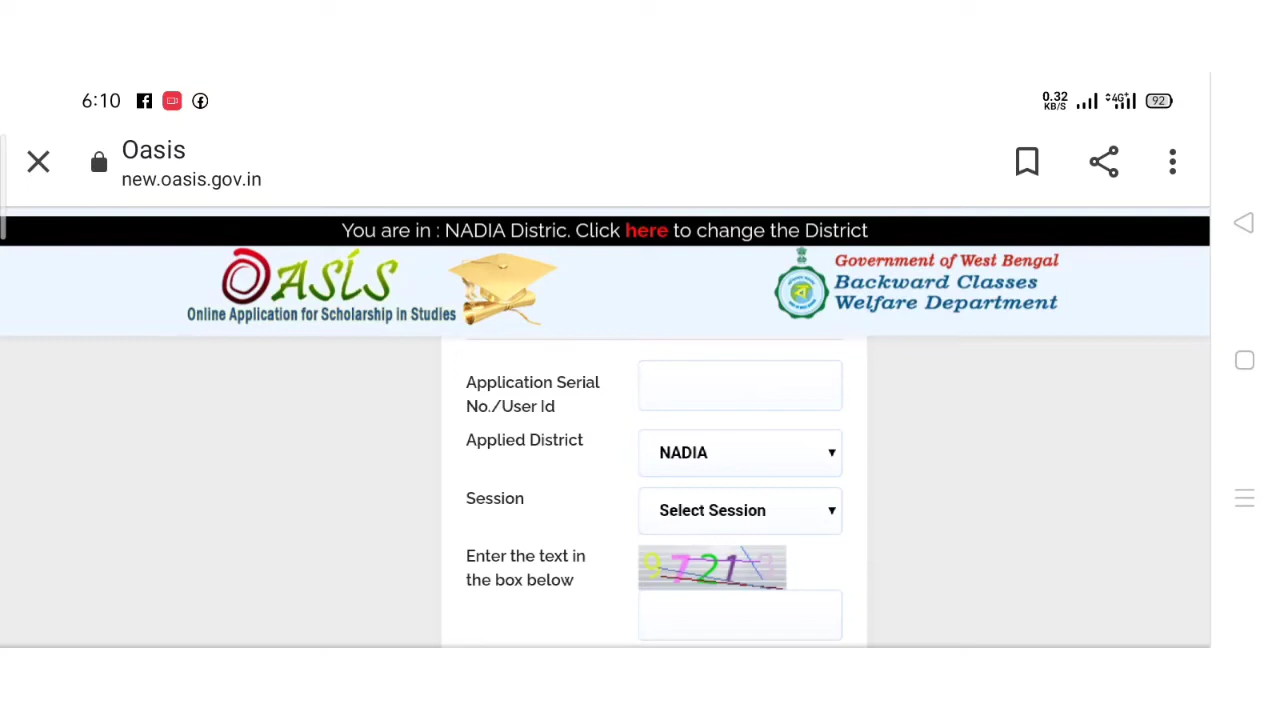 6:10
0.32
KB/S
4G+
92
Oasis
new.oasis.gov.in
You are in : NADIA Distric. Click here to change the District
OASIS
Online Application for Scholarship in Studies
Government of West Bengal
Backward Classes
Welfare Department
Application Serial
No./User Id
Applied District
NADIA
Session
Select Session
Enter the text in
the box below
9721